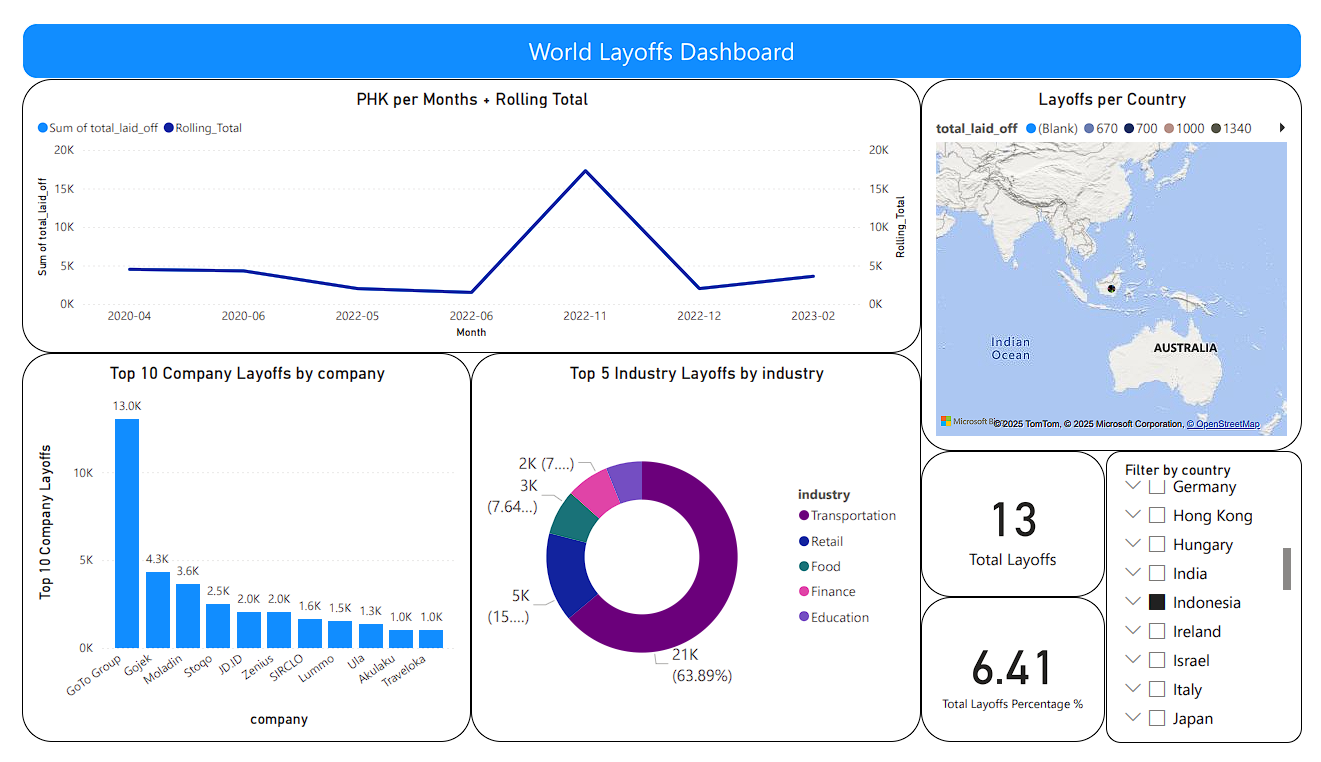 World Layoffs Dashboard
PHK per Months + Rolling Total
Sum of total_laid_off Rolling_Total
20K
15K
10K
5K
0K
Sum of total_laid_off
20K
15K
10K
5K
0K
Rolling_Total
2020-04 2020-06 2022-05 2022-06 2022-11 2022-12 2023-02
Month
Layoffs per Country
total_laid_off (Blank) 670 700 1000 1340
Indian
Ocean
AUSTRALIA
Microsoft
© 2025 TomTom, © 2025 Microsoft Corporation, © OpenStreetMap
Top 10 Company Layoffs by company
Top 10 Company Layoffs
10K
5K
0K
13.0K
4.3K
3.6K
2.5K
2.0K
2.0K
1.6K
1.5K
1.3K
1.0K
1.0K
GoTo Group
Gojek
Moladin
Stoqo
JD.ID
Zenius
SIRCLO
Lummo
Ula
Akulaku
Traveloka
company
Top 5 Industry Layoffs by industry
2K (7....)
3K
(7.64...)
5K
(15....)
21K
(63.89%)
industry
Transportation
Retail
Food
Finance
Education
13
Total Layoffs
6.41
Total Layoffs Percentage %
Filter by country
Germany
Hong Kong
Hungary
India
Indonesia
Ireland
Israel
Italy
Japan